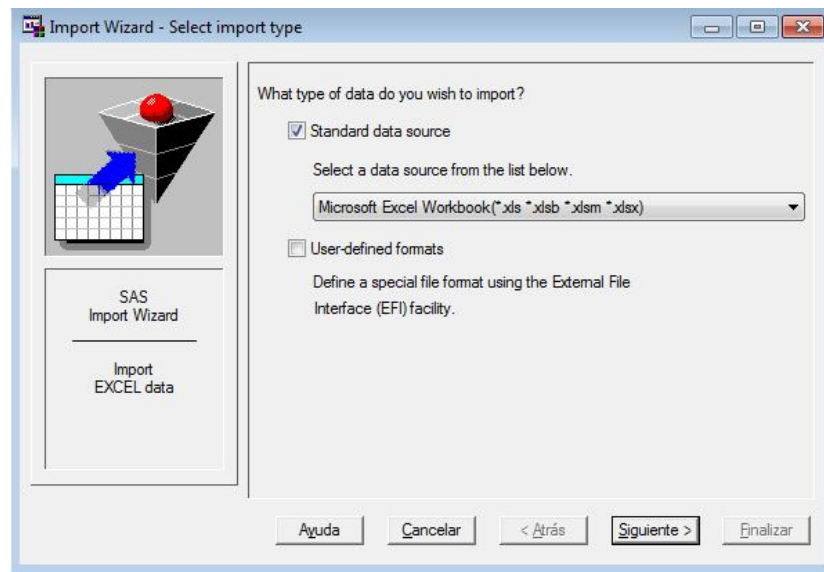 Import Wizard - Select import type
What type of data do you wish to import?
Standard data source
Select a data source from the list below.
Microsoft Excel Workbook(*.xls *.xlsb *.xlsm *.xlsx)
User-defined formats
Define a special file format using the External File
Interface (EFI) facility.
SAS
Import Wizard
Import
EXCEL data
Ayuda
Cancelar
< Atrás
Siguiente >
Finalizar